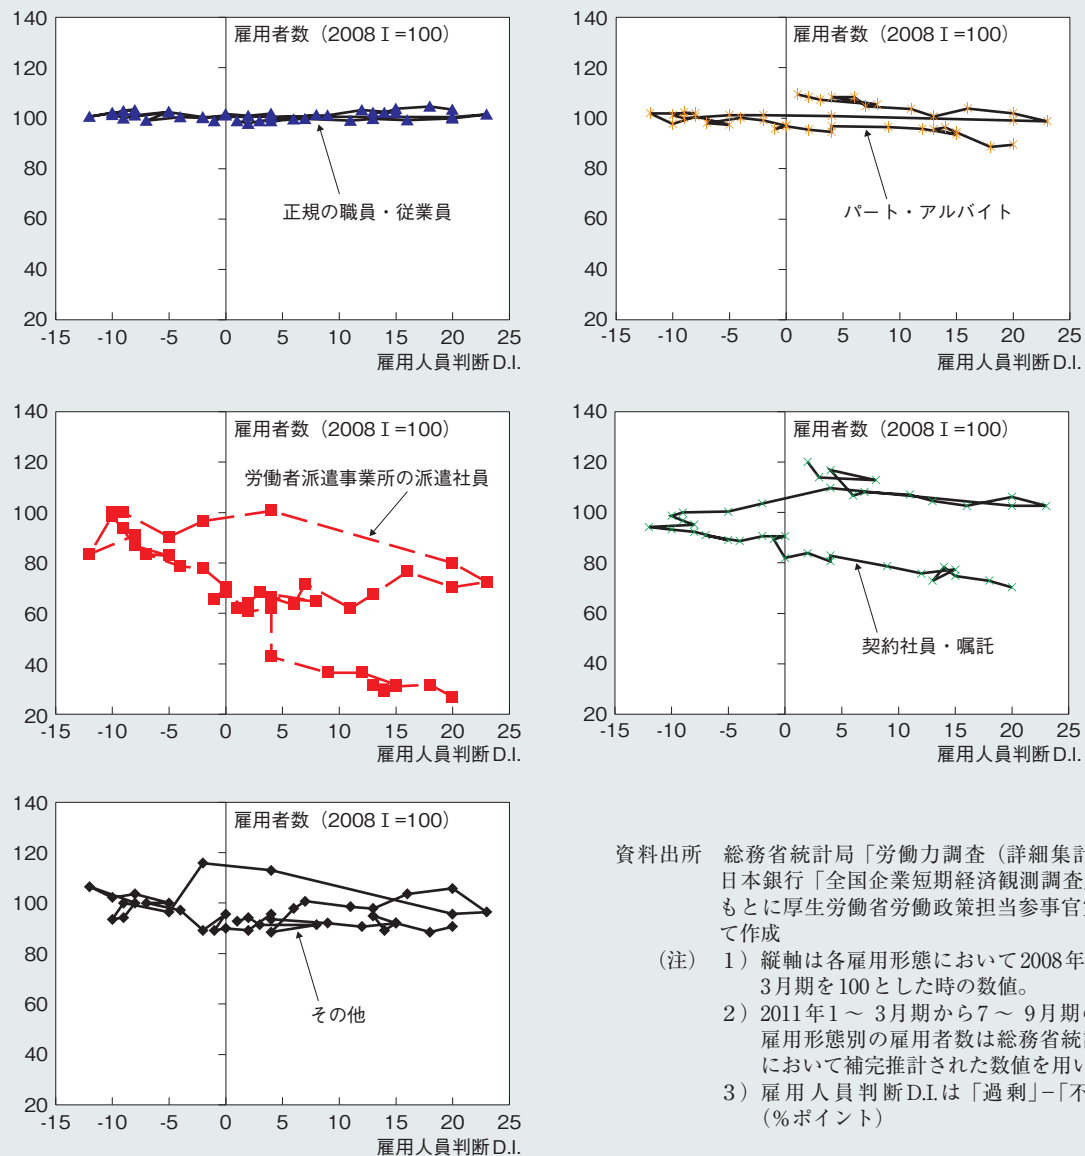 雇用者数（2008Ⅰ=100）
正規の職員・従業員
140
120
100
80
60
40
20
-15 -10 -5 0 5 10 15 20 25
雇用人員判断D.I.
雇用者数（2008Ⅰ=100）
パート・アルバイト
140
120
100
80
60
40
20
-15 -10 -5 0 5 10 15 20 25
雇用人員判断D.I.
雇用者数（2008Ⅰ=100）
労働者派遣事業所の派遣社員
140
120
100
80
60
40
20
-15 -10 -5 0 5 10 15 20 25
雇用人員判断D.I.
雇用者数（2008Ⅰ=100）
契約社員・嘱託
140
120
100
80
60
40
20
-15 -10 -5 0 5 10 15 20 25
雇用人員判断D.I.
雇用者数（2008Ⅰ=100）
その他
140
120
100
80
60
40
20
-15 -10 -5 0 5 10 15 20 25
雇用人員判断D.I.
資料出所 総務省統計局「労働力調査（詳細集計
日本銀行「全国企業短期経済観測調査
もとに厚生労働省労働政策担当参事官
て作成
（注） 1）縦軸は各雇用形態において2008年
3月期を100とした時の数値。
2）2011年1～3月期から7～9月期
雇用形態別の雇用者数は総務省統
において補完推計された数値を用い
3）雇用人員判断D.I.は「過剰」-「不
（%ポイント）